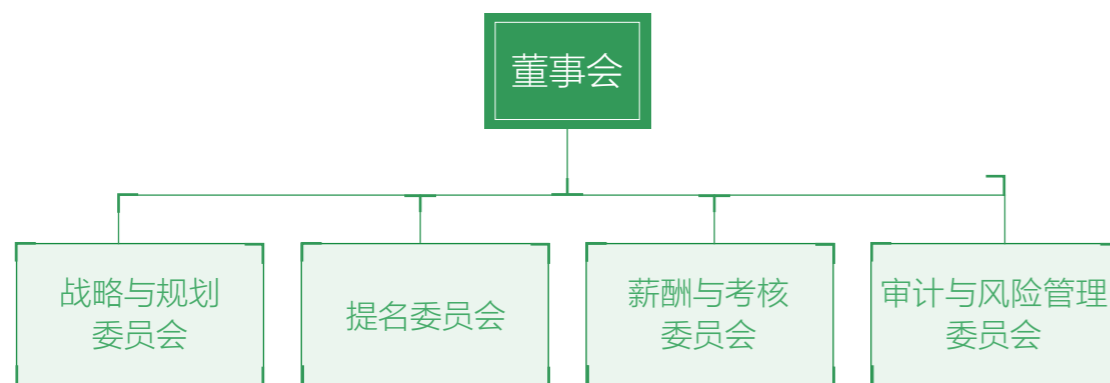 董事会
战略与规划
委员会
提名委员会
薪酬与考核
委员会
审计与风险管理
委员会